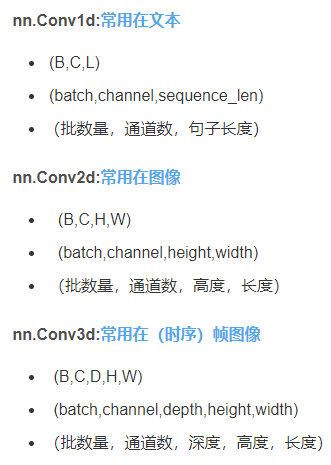 nn.Conv1d:常用在文本
(B,C,L)
(batch,channel,sequence_len)
（批数量，通道数，句子长度）
nn.Conv2d:常用在图像
(B,C,H,W)
(batch,channel,height,width)
（批数量，通道数，高度，长度）
nn.Conv3d:常用在（时序）帧图像
(B,C,D,H,W)
(batch,channel,depth,height,width)
（批数量，通道数，深度，高度，长度）